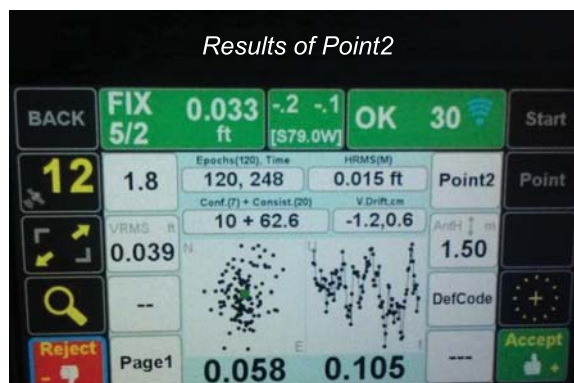 Results of Point2
BACK
FIX
5/2
0.033
ft
-.2 -.1
[S79.0W]
OK
30
Start
12
1.8
Epochs(120), Time
120, 248
HRMS(M)
0.015 ft
Point2
Point
Conf.(7) + Consist.(20)
10 + 62.6
V.Drift,cm
-1.2,0.6
VRMS ft
0.039
AntH m
1.50
N
U
--
DefCode
E
t
Reject
-
Page1
0.058
0.105
---
Accept
+